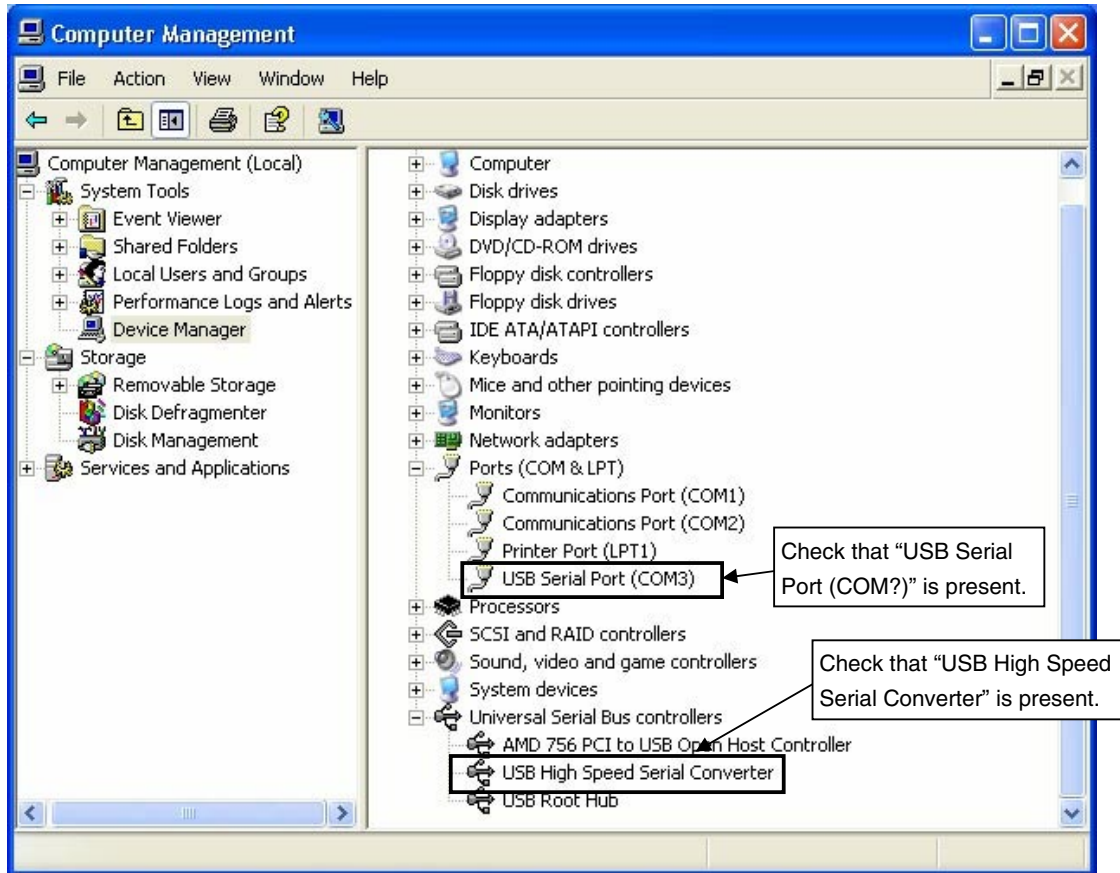 Computer Management
File Action View Window Help
Computer Management (Local)
System Tools
Event Viewer
Shared Folders
Local Users and Groups
Performance Logs and Alerts
Device Manager
Storage
Removable Storage
Disk Defragmenter
Disk Management
Services and Applications
Computer
Disk drives
Display adapters
DVD/CD-ROM drives
Floppy disk controllers
Floppy disk drives
IDE ATA/ATAPI controllers
Keyboards
Mice and other pointing devices
Monitors
Network adapters
Ports (COM & LPT)
Communications Port (COM1)
Communications Port (COM2)
Printer Port (LPT1)
USB Serial Port (COM3)
Check that “USB Serial
Port (COM?)” is present.
Processors
SCSI and RAID controllers
Sound, video and game controllers
System devices
Universal Serial Bus controllers
Check that “USB High Speed
Serial Converter” is present.
AMD 756 PCI to USB Open Host Controller
USB High Speed Serial Converter
USB Root Hub